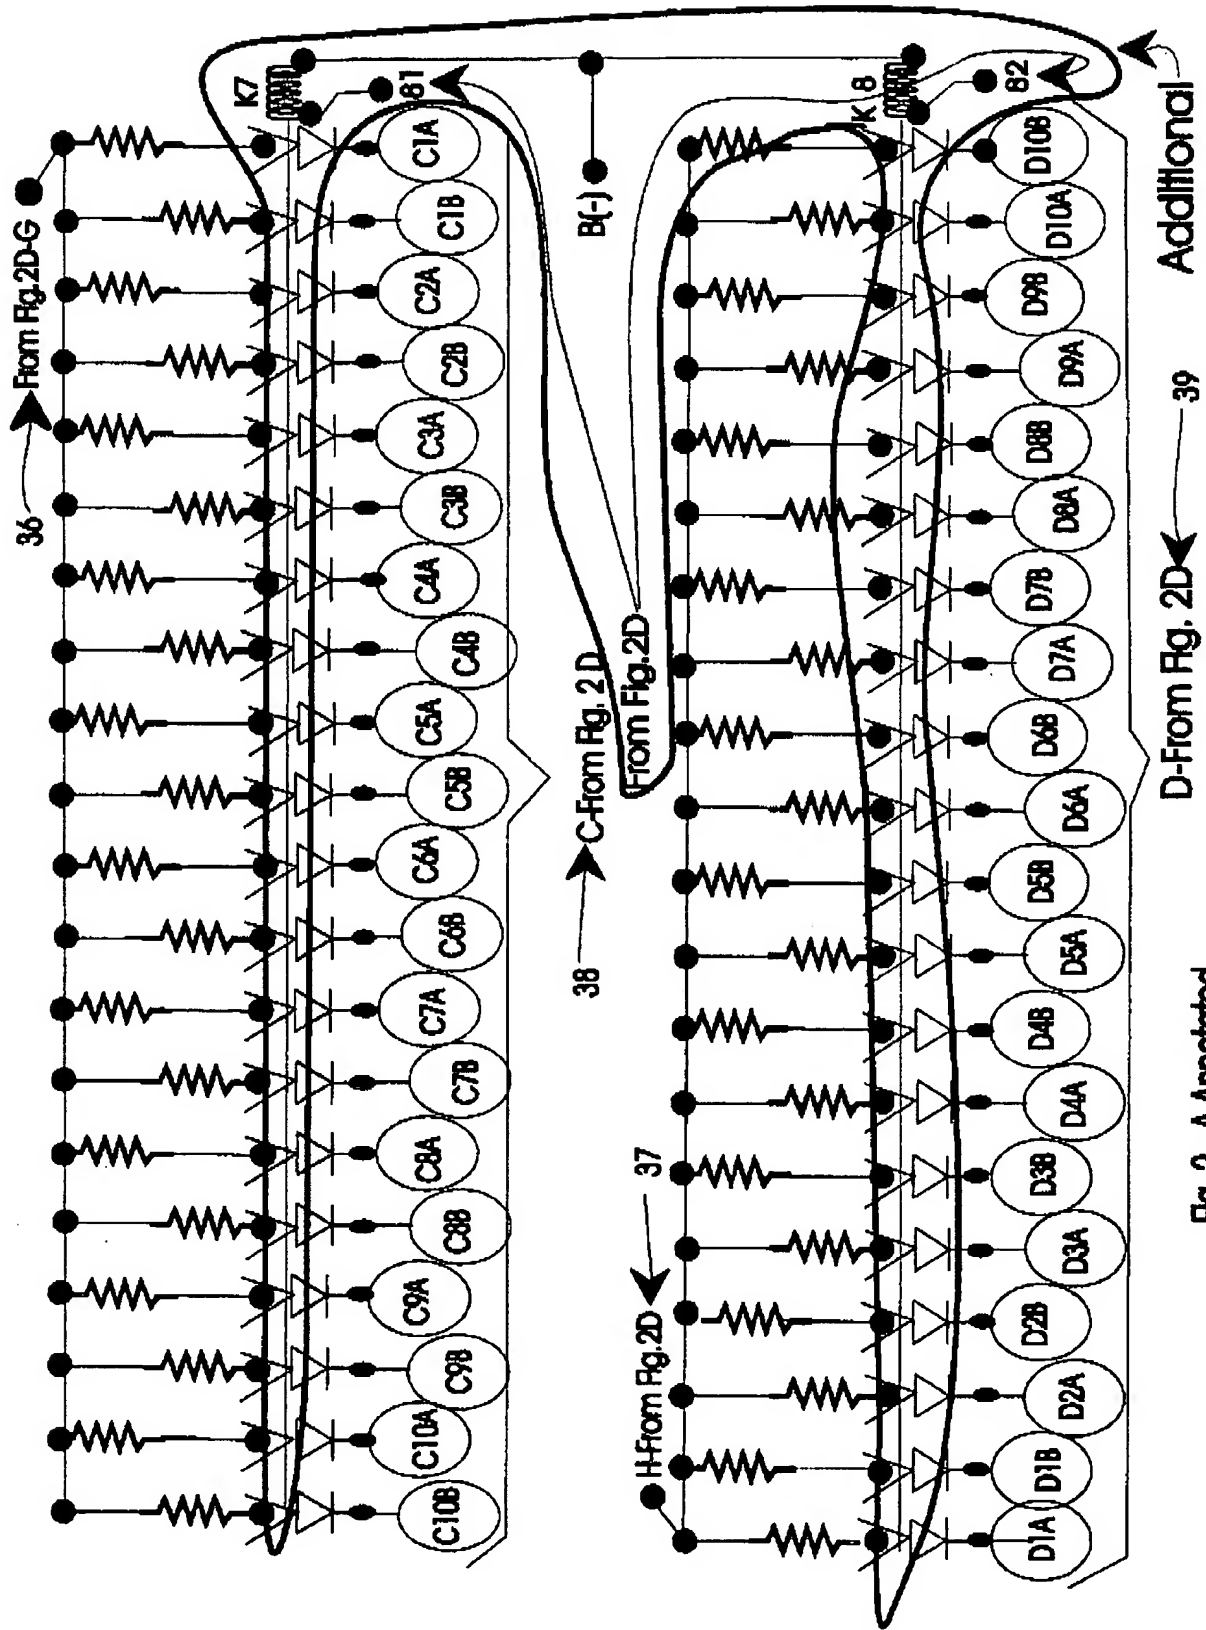 36
From Fig.2D-G
K7
81
C10B
C10A
C9B
C9A
C8B
C8A
C7B
C7A
C6B
C6A
C5B
C5A
C4B
C4A
C3B
C3A
C2B
C2A
C1B
C1A
38
C-From Fig. 2 D
B(-)
From Fig.2D
H-From Fig.2D
37
K 8
82
D1A
D1B
D2A
D2B
D3A
D3B
D4A
D4B
D5A
D5B
D6A
D6B
D7A
D7B
D8A
D8B
D9A
D9B
D10A
D10B
D-From Fig. 2D
39
Additional